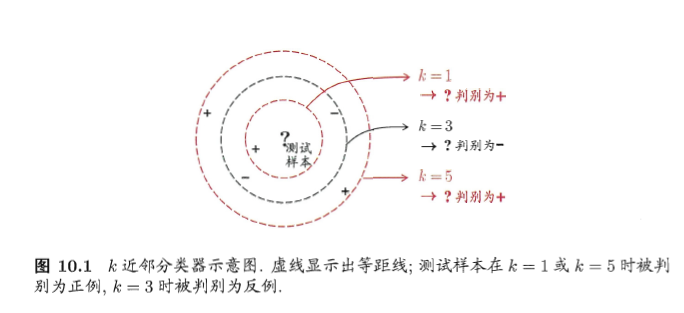 k=1
→ ?判别为+
+
−
k=3
?
测试
样本
+
→ ?判别为−
−
k=5
+
→ ?判别为+
图 10.1 k 近邻分类器示意图. 虚线显示出等距线; 测试样本在 k = 1 或 k = 5 时被判
别为正例, k = 3 时被判别为反例.